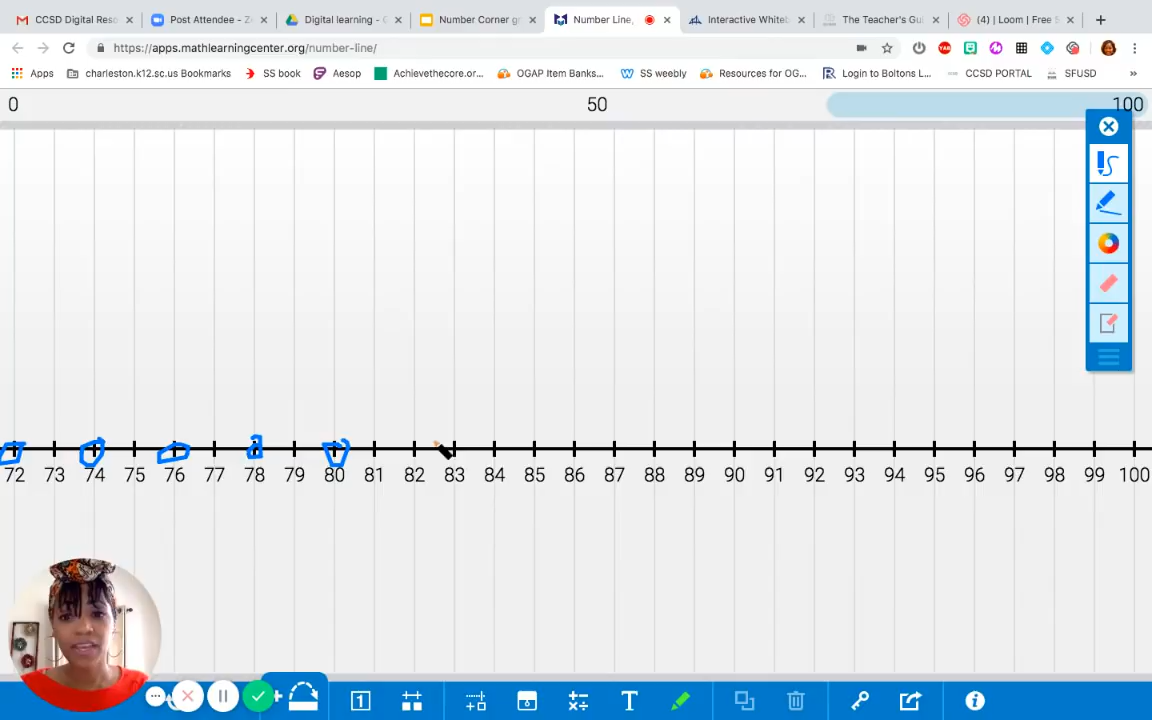 CCSD Digital Reso
Post Attendee - Z
Digital learning - G
Number Corner gr
Number Line,
Interactive Whiteb
The Teacher's Gui
(4) | Loom | Free S
https://apps.mathlearningcenter.org/number-line/
Apps
charleston.k12.sc.us Bookmarks
SS book
Aesop
Achievethecore.or...
OGAP Item Banks...
SS weebly
Resources for OG...
Login to Boltons L...
CCSD PORTAL
SFUSD
0 50 100
72 73 74 75 76 77 78 79 80 81 82 83 84 85 86 87 88 89 90 91 92 93 94 95 96 97 98 99 100
1
T